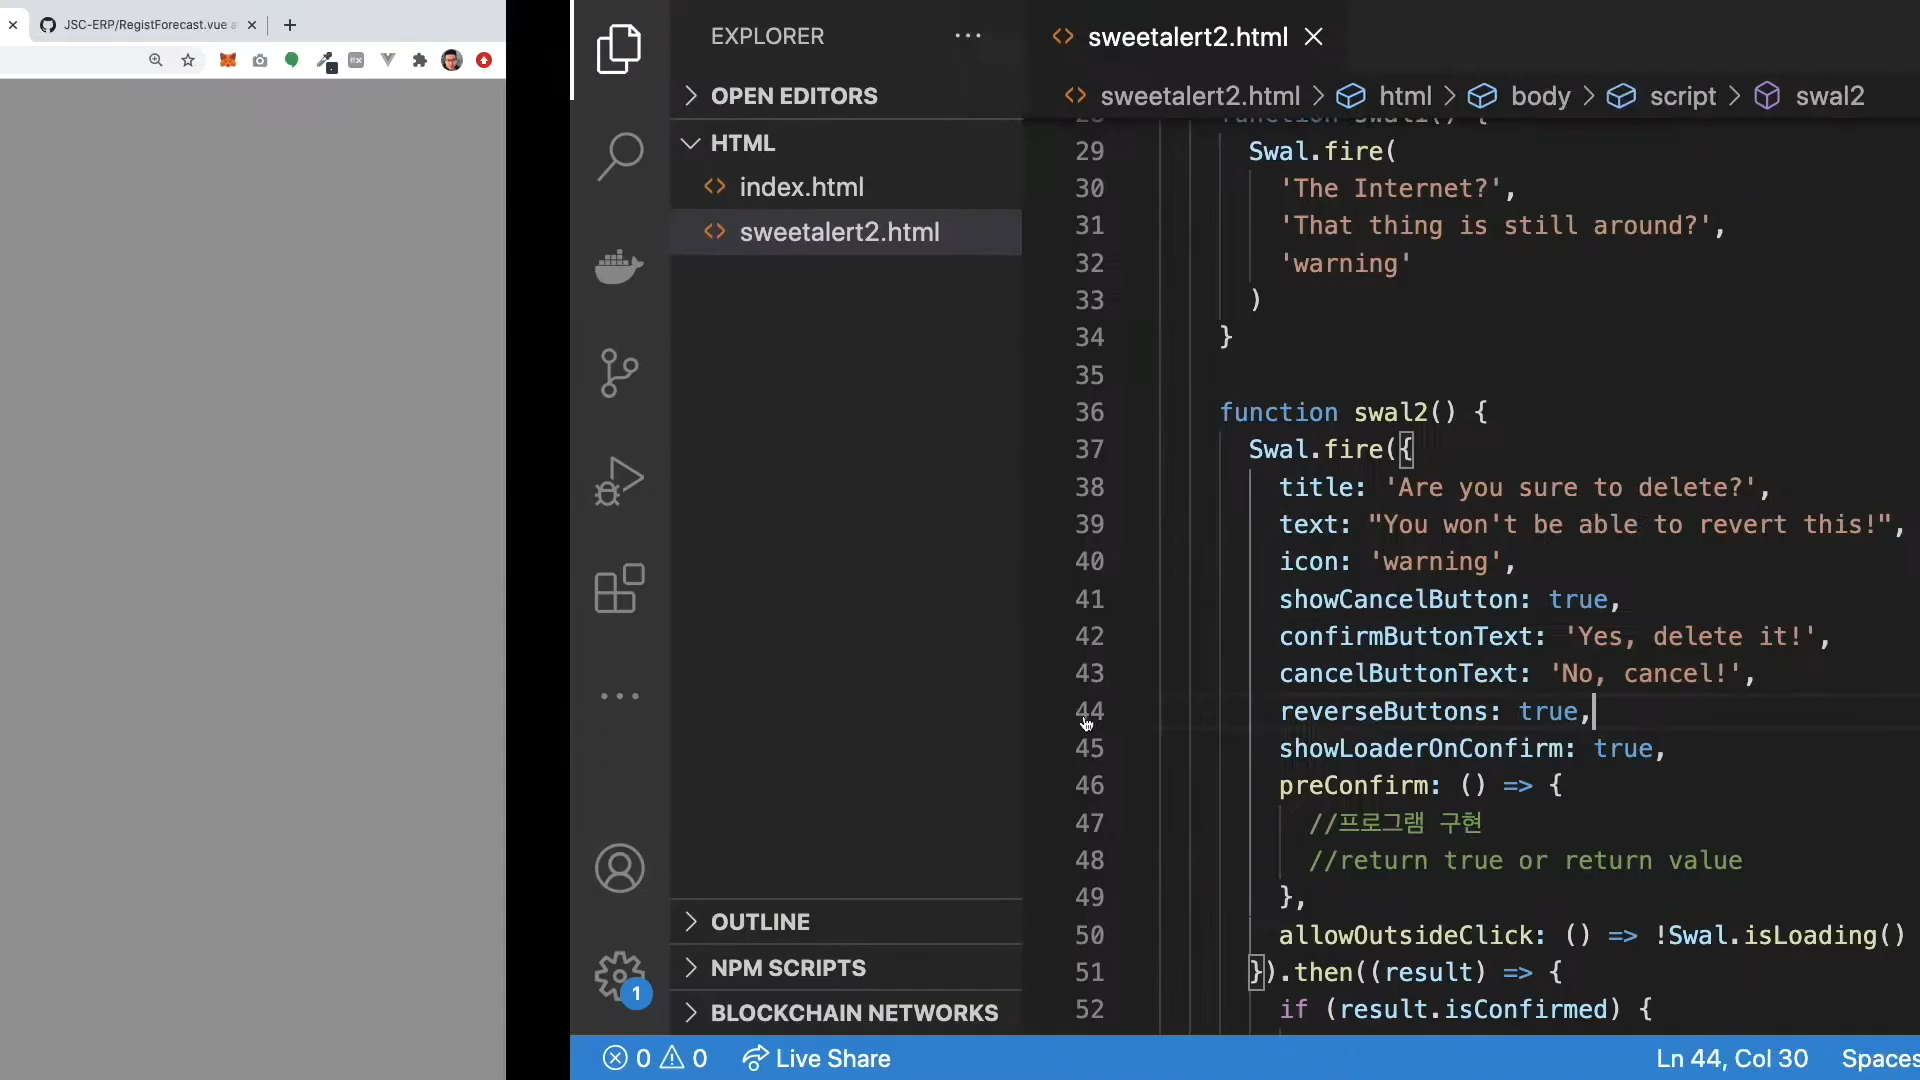 JSC-ERP/RegistForecast.vue
EXPLORER
OPEN EDITORS
HTML
index.html
sweetalert2.html
OUTLINE
NPM SCRIPTS
BLOCKCHAIN NETWORKS
1
sweetalert2.html
sweetalert2.html > html > body > script > swal2
28 function swal1() {
29 Swal.fire(
30 'The Internet?',
31 'That thing is still around?',
32 'warning'
33 )
34 }
35
36 function swal2() {
37 Swal.fire({
38 title: 'Are you sure to delete?',
39 text: "You won't be able to revert this!",
40 icon: 'warning',
41 showCancelButton: true,
42 confirmButtonText: 'Yes, delete it!',
43 cancelButtonText: 'No, cancel!',
44 reverseButtons: true,
45 showLoaderOnConfirm: true,
46 preConfirm: () => {
47 //프로그램 구현
48 //return true or return value
49 },
50 allowOutsideClick: () => !Swal.isLoading()
51 }).then((result) => {
52 if (result.isConfirmed) {
0 0 Live Share
Ln 44, Col 30 Spaces